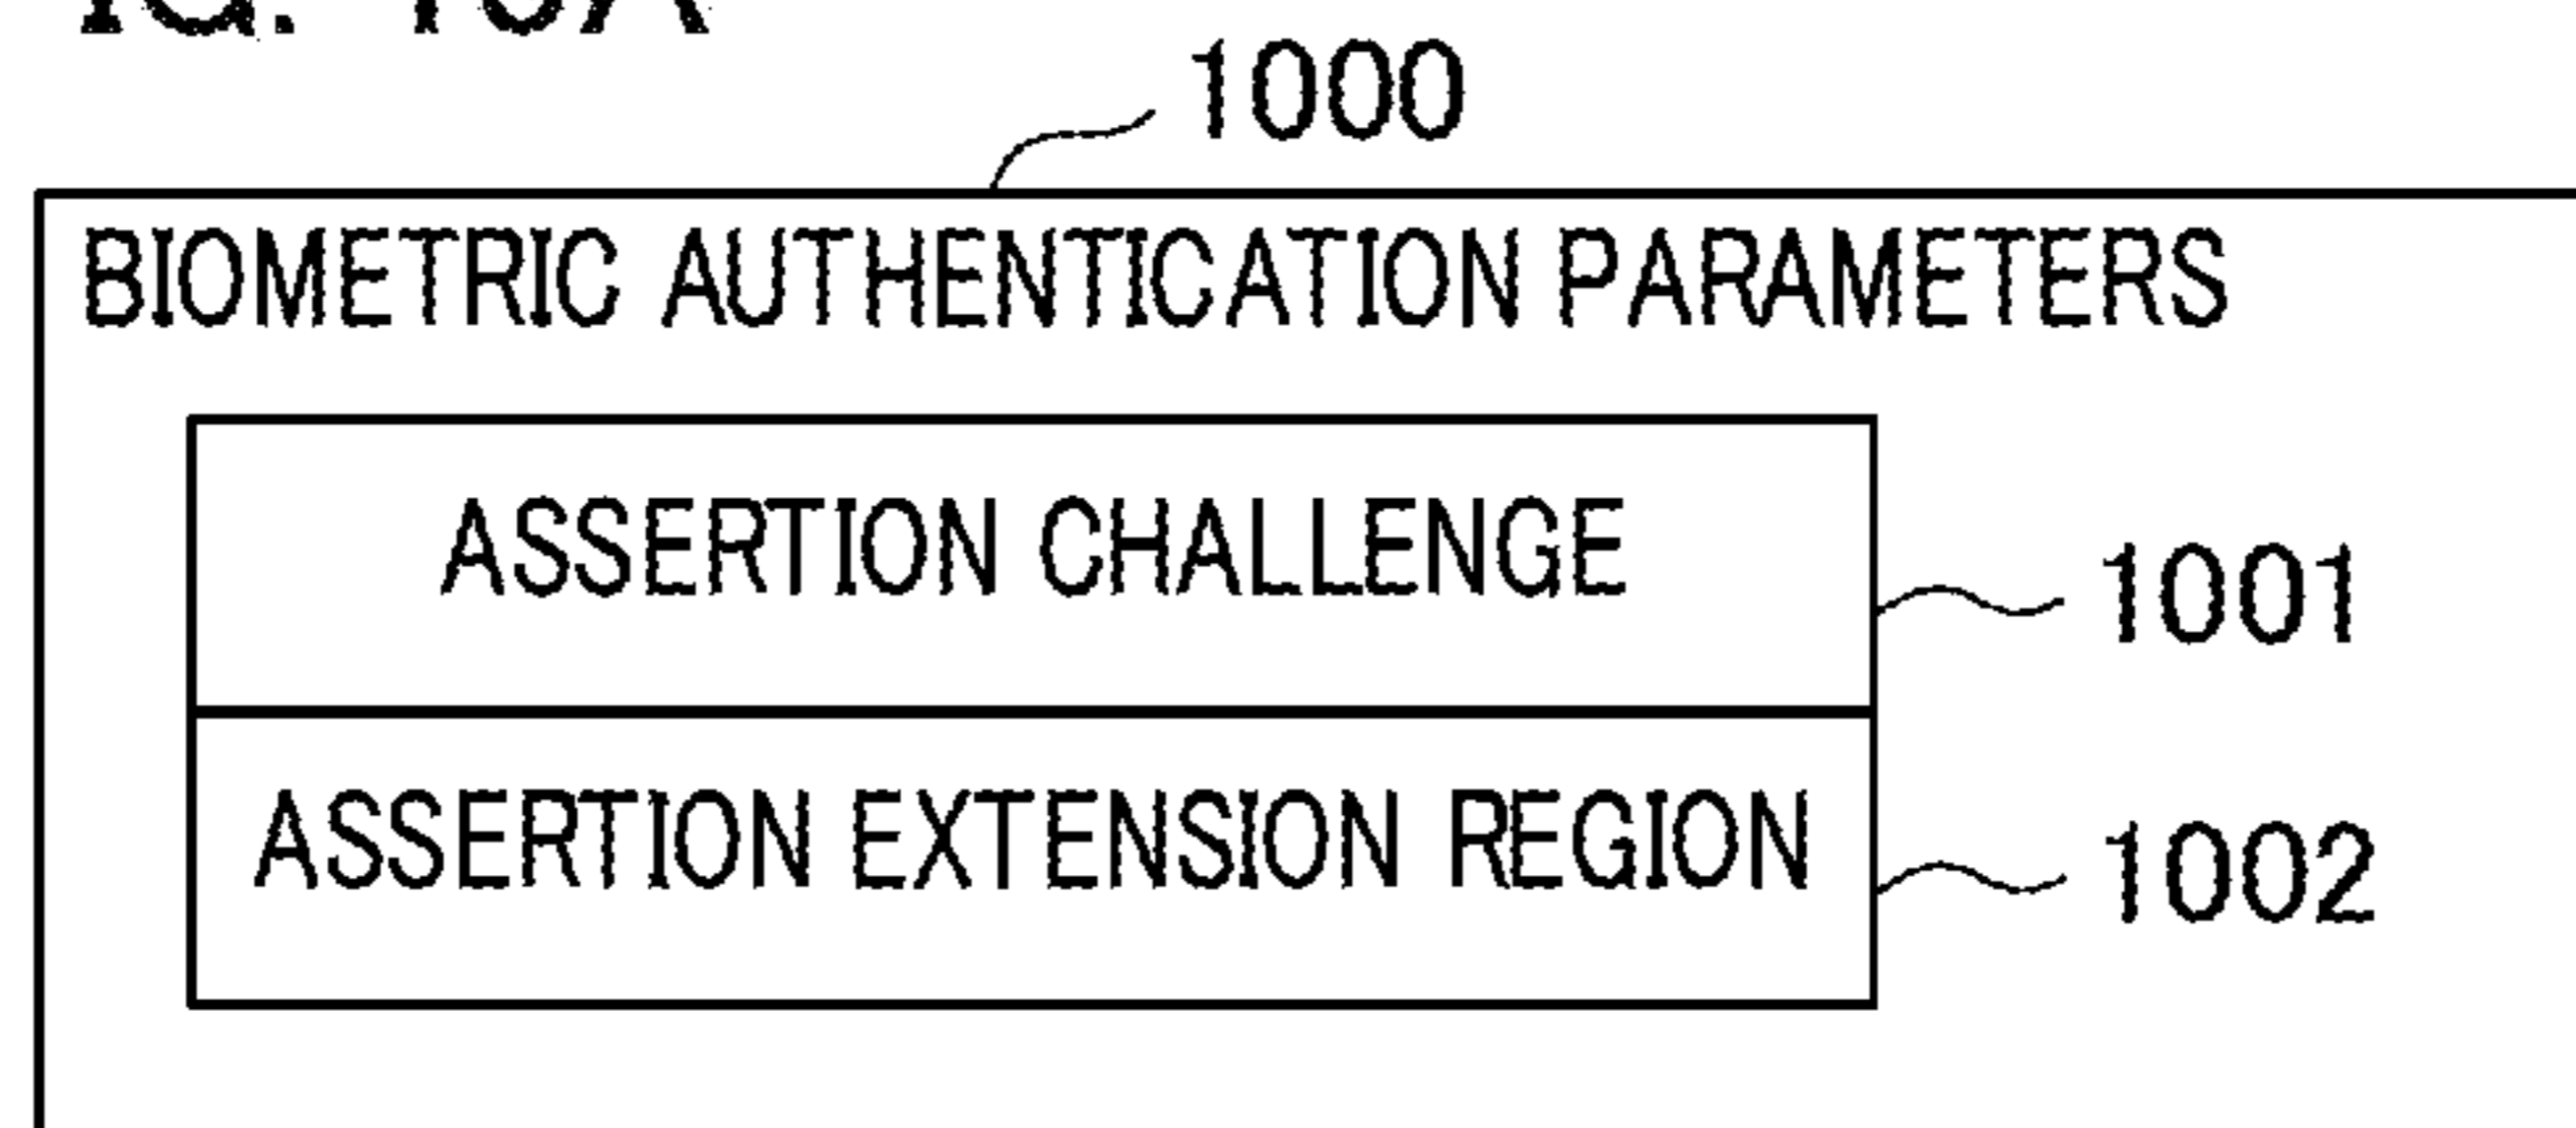 1000
BIOMETRIC AUTHENTICATION PARAMETERS
ASSERTION CHALLENGE
1001
ASSERTION EXTENSION REGION
1002